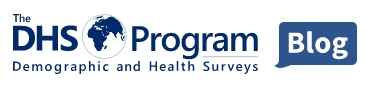 The
DHS Program
Demographic and Health Surveys
Blog